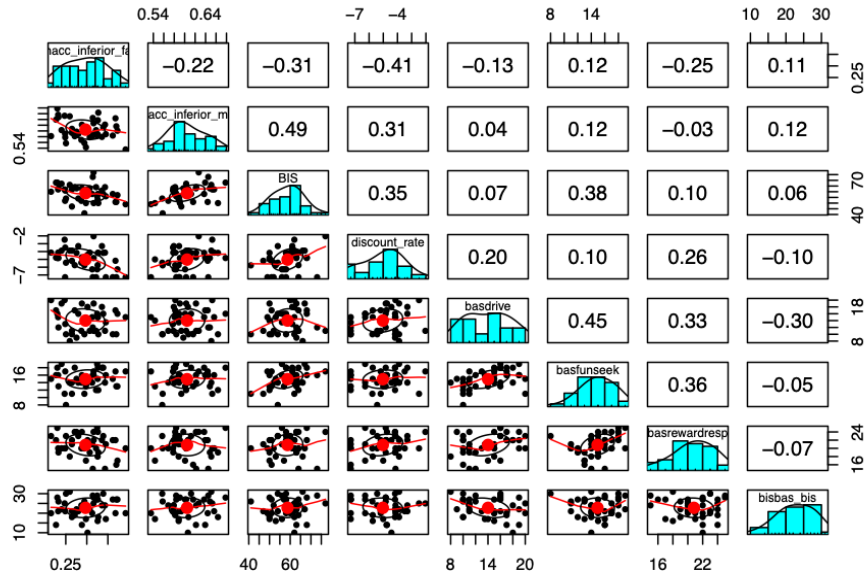 0.54 0.64 −7 −4 8 14 10 20 30
nacc_inferior_fa −0.22 −0.31 −0.41 −0.13 0.12 −0.25 0.11 0.25
0.54 acc_inferior_m 0.49 0.31 0.04 0.12 −0.03 0.12
BIS 0.35 0.07 0.38 0.10 0.06 40 70
−7 −2 discount_rate 0.20 0.10 0.26 −0.10
basdrive 0.45 0.33 −0.30 8 18
8 16 basfunseek 0.36 −0.05
basrewardresp −0.07 16 24
10 30 bisbas_bis
0.25 40 60 8 14 20 16 22